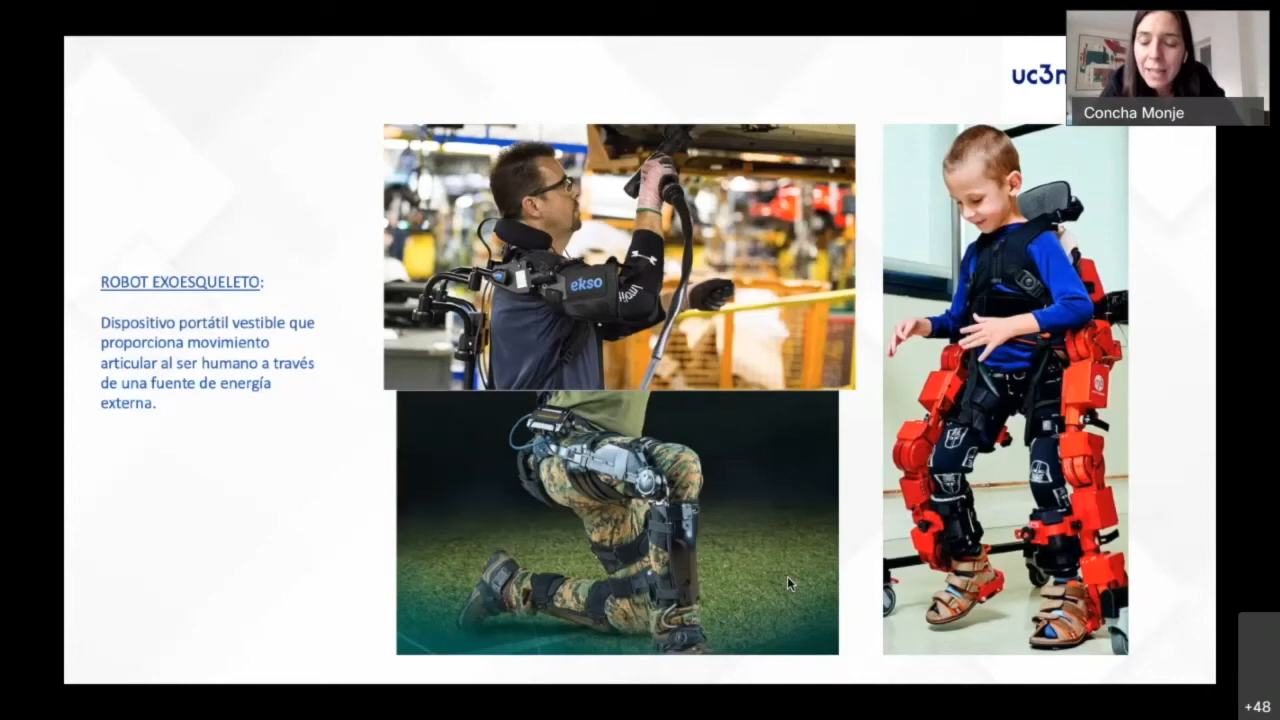 uc3m
Concha Monje
ROBOT EXOESQUELETO:
Dispositivo portátil vestible que
proporciona movimiento
articular al ser humano a través
de una fuente de energía
externa.
ekso
+48